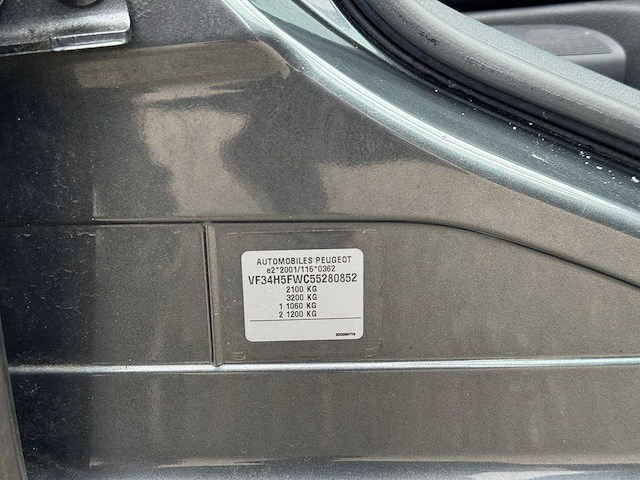 AUTOMOBILES PEUGEOT
e2*2001/116*0362
VF34H5FWC55280852
2100 KG
3200 KG
1 1060 KG
2 1200 KG